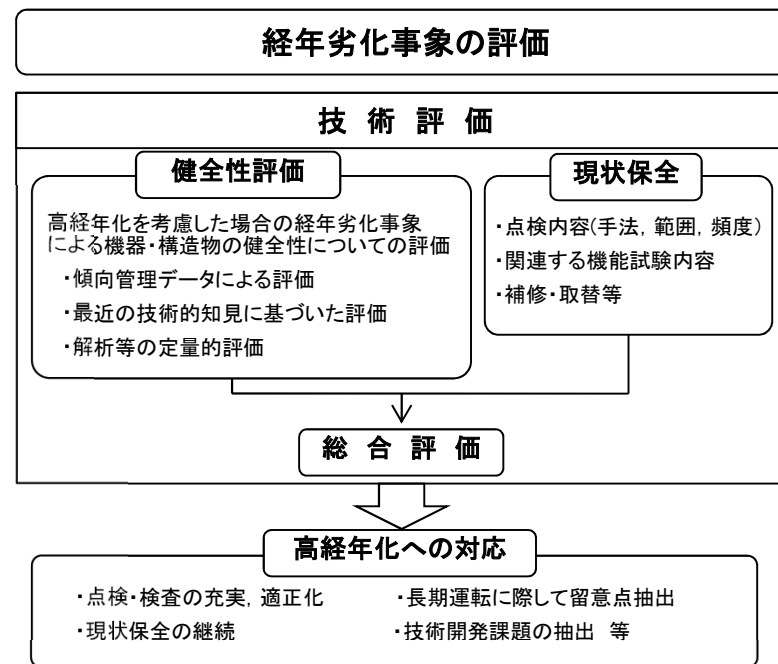 経年劣化事象の評価
技 術 評 価
健全性評価
高経年化を考慮した場合の経年劣化事象
による機器・構造物の健全性についての評価
・傾向管理データによる評価
・最近の技術的知見に基づいた評価
・解析等の定量的評価
現状保全
・点検内容(手法, 範囲, 頻度)
・関連する機能試験内容
・補修・取替等
総 合 評 価
高経年化への対応
・点検・検査の充実, 適正化
・現状保全の継続
・長期運転に際して留意点抽出
・技術開発課題の抽出 等